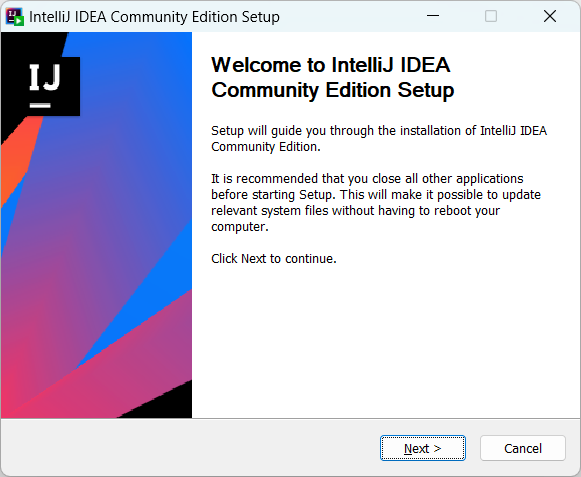 IntelliJ IDEA Community Edition Setup
IJ
Welcome to IntelliJ IDEA
Community Edition Setup
Setup will guide you through the installation of IntelliJ IDEA
Community Edition.
It is recommended that you close all other applications
before starting Setup. This will make it possible to update
relevant system files without having to reboot your
computer.
Click Next to continue.
Next >
Cancel